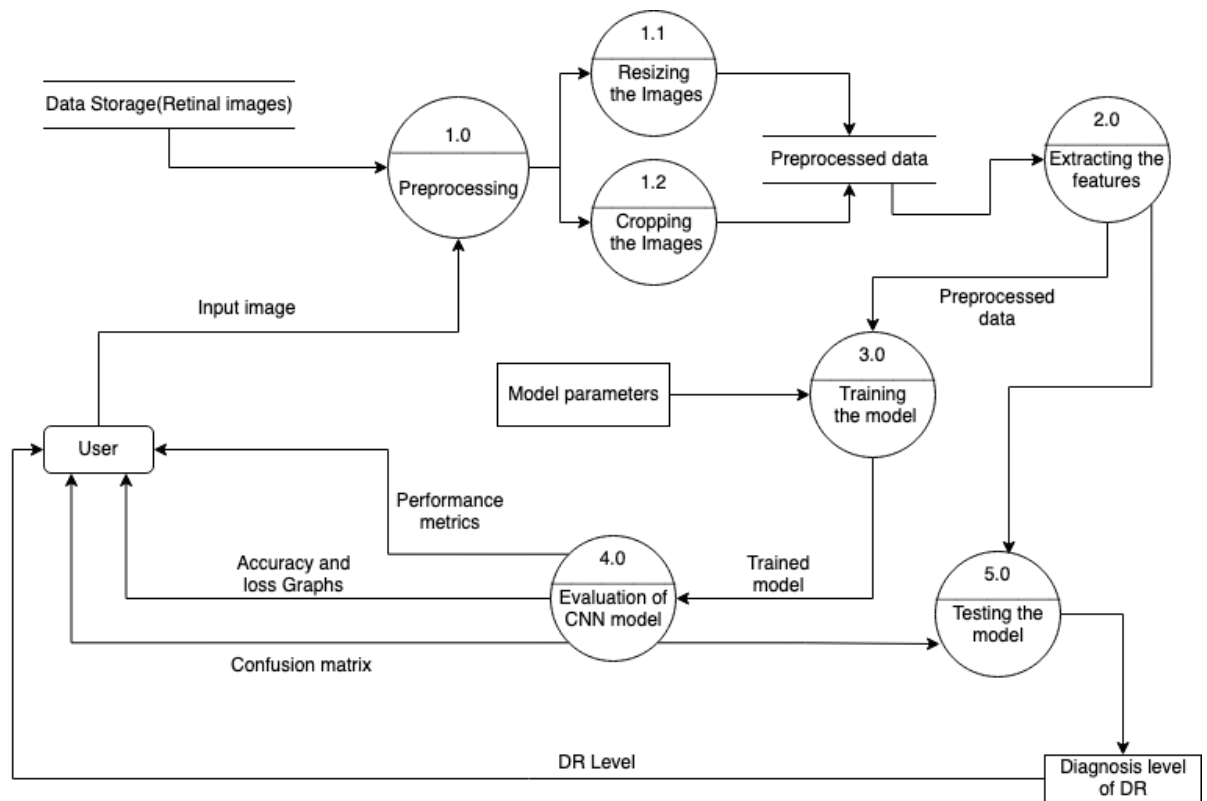 1.1
Resizing
the Images
Data Storage(Retinal images)
1.0
Preprocessing
2.0
Extracting the
features
Preprocessed data
1.2
Cropping
the Images
Input image
Preprocessed
data
3.0
Training
the model
Model parameters
User
Performance
metrics
Accuracy and
loss Graphs
4.0
Evaluation of
CNN model
Trained
model
5.0
Testing the
model
Confusion matrix
DR Level
Diagnosis level
of DR